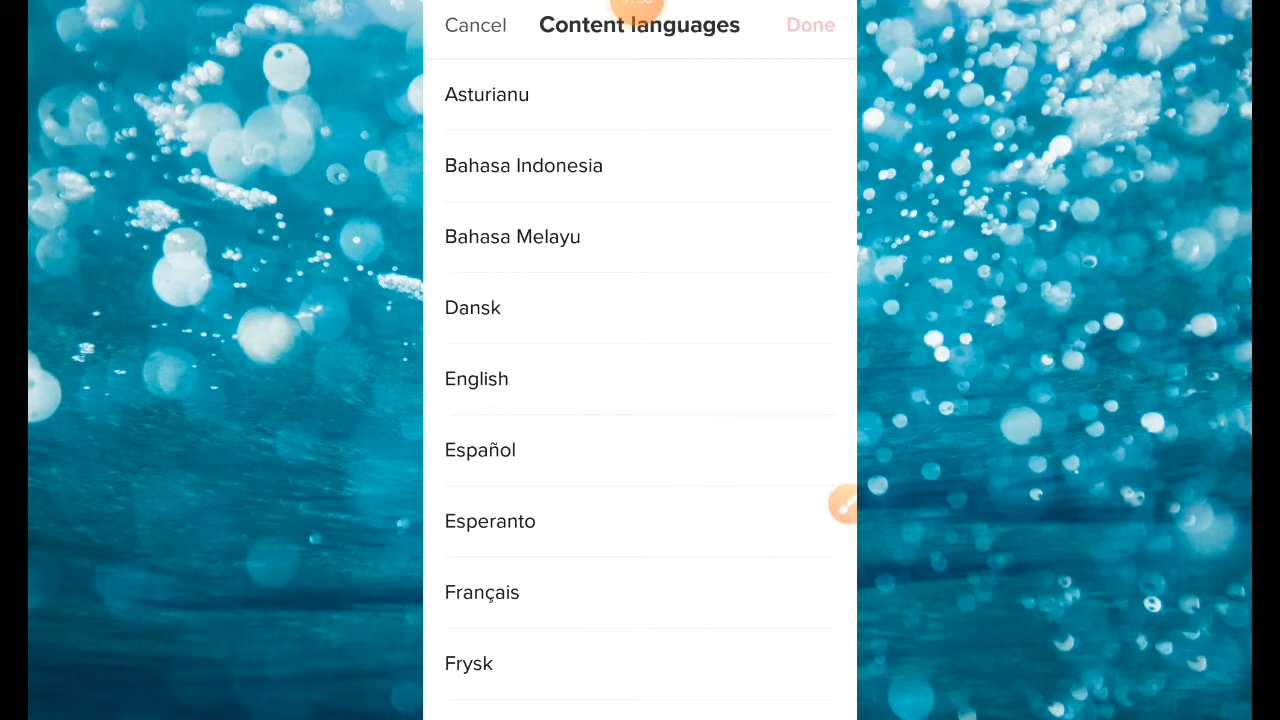 Cancel Content languages Done
Asturianu
Bahasa Indonesia
Bahasa Melayu
Dansk
English
Español
Esperanto
Français
Frysk